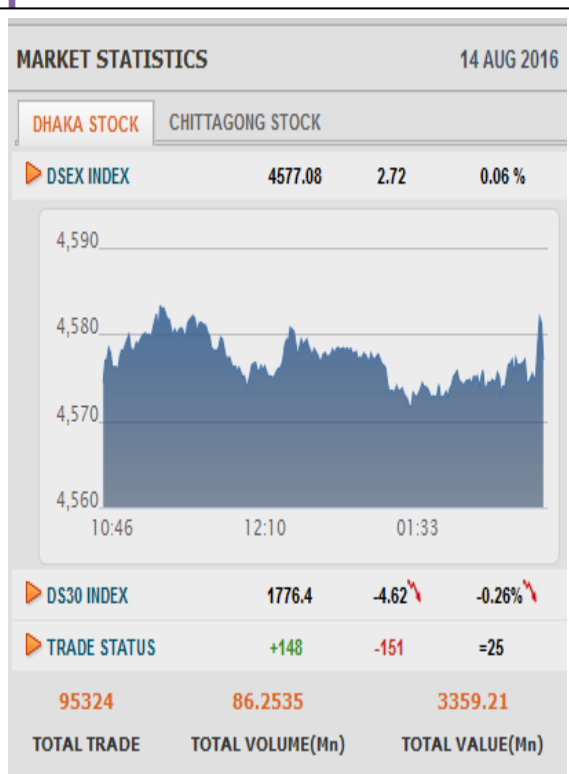 MARKET STATISTICS 14 AUG 2016
DHAKA STOCK CHITTAGONG STOCK
DSEX INDEX 4577.08 2.72 0.06 %
4,590
4,580
4,570
4,560
10:46 12:10 01:33
DS30 INDEX 1776.4 -4.62 -0.26%
TRADE STATUS +148 -151 =25
95324 86.2535 3359.21
TOTAL TRADE TOTAL VOLUME(Mn) TOTAL VALUE(Mn)